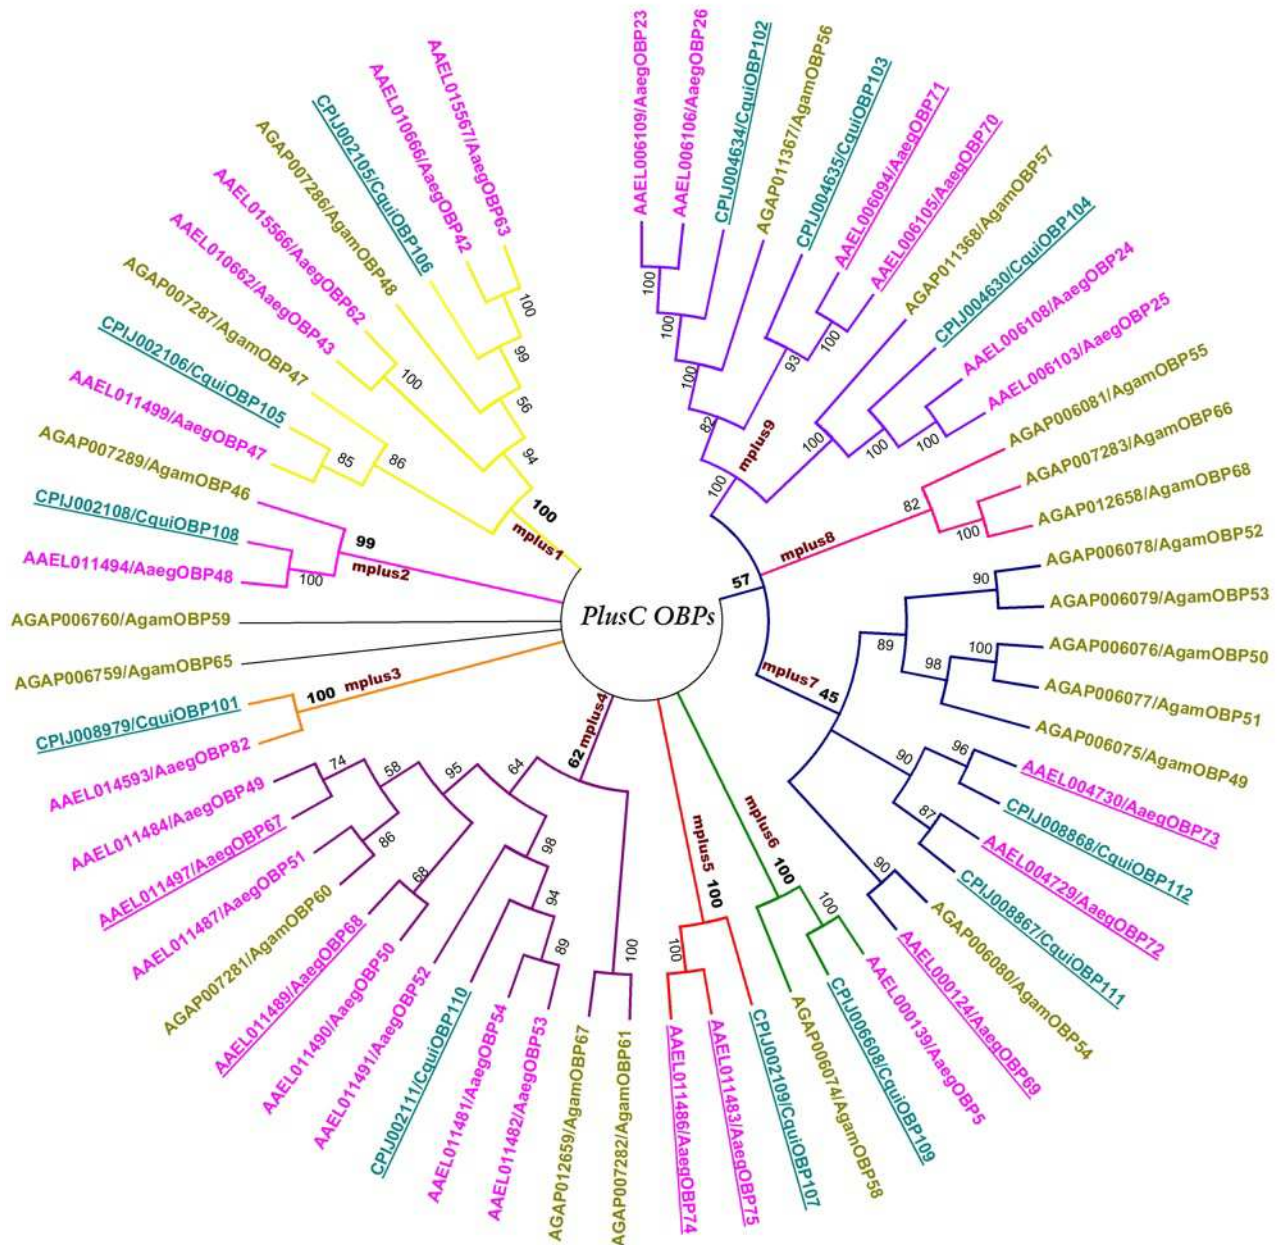 PlusC OBPs
AAEL006109/AaegOBP23
AAEL006106/AaegOBP26
CPIJ004634/CquiOBP102
AGAP011367/AgamOBP56
CPIJ004635/CquiOBP103
AAEL006094/AaegOBP71
AAEL006105/AaegOBP70
AGAP011368/AgamOBP57
CPIJ004630/CquiOBP104
AAEL006108/AaegOBP24
AAEL006103/AaegOBP25
100
100
100
82
93
100
100
100
100
100
mplus9
AGAP006081/AgamOBP55
AGAP007283/AgamOBP66
AGAP012658/AgamOBP68
82
100
mplus8
57
AGAP006078/AgamOBP52
AGAP006079/AgamOBP53
AGAP006076/AgamOBP50
AGAP006077/AgamOBP51
AGAP006075/AgamOBP49
AAEL004730/AaegOBP73
CPIJ008868/CquiOBP112
AAEL004729/AaegOBP72
CPIJ008867/CquiOBP111
AGAP006080/AgamOBP54
AAEL000124/AaegOBP69
90
89
100
98
96
90
87
90
mplus7
45
AAEL000139/AaegOBP5
CPIJ006608/CquiOBP109
AGAP006074/AgamOBP58
mplus6
100
100
CPIJ002109/CquiOBP107
AAEL011483/AaegOBP75
AAEL011486/AaegOBP74
mplus5
100
100
AGAP007282/AgamOBP61
AGAP012659/AgamOBP67
AAEL011482/AaegOBP53
AAEL011481/AaegOBP54
CPIJ002111/CquiOBP110
AAEL011491/AaegOBP52
AAEL011490/AaegOBP50
AAEL011489/AaegOBP68
AGAP007281/AgamOBP60
AAEL011487/AaegOBP51
AAEL011497/AaegOBP67
AAEL011484/AaegOBP49
100
89
94
98
64
95
68
86
58
74
62
mplus4
AAEL014593/AaegOBP82
CPIJ008979/CquiOBP101
100
mplus3
AGAP006759/AgamOBP65
AGAP006760/AgamOBP59
AAEL011494/AaegOBP48
CPIJ002108/CquiOBP108
AGAP007289/AgamOBP46
100
99
mplus2
AAEL011499/AaegOBP47
CPIJ002106/CquiOBP105
AGAP007287/AgamOBP47
AAEL010662/AaegOBP43
AAEL015566/AaegOBP62
AGAP007286/AgamOBP48
CPIJ002105/CquiOBP106
AAEL010666/AaegOBP42
AAEL015567/AaegOBP63
85
86
100
100
99
56
94
100
mplus1